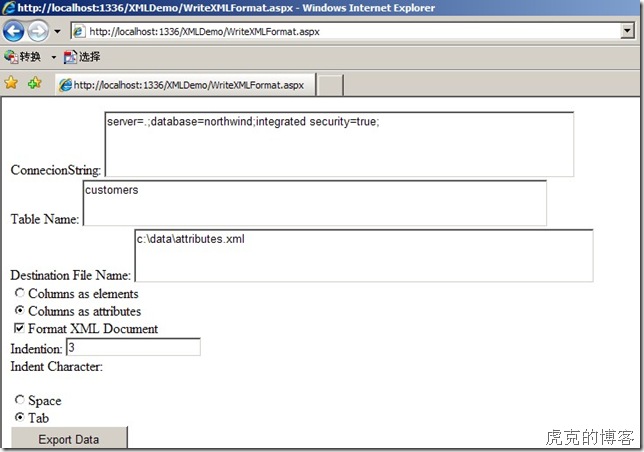 http://localhost:1336/XMLDemo/WriteXMLFormat.aspx - Windows Internet Explorer
http://localhost:1336/XMLDemo/WriteXMLFormat.aspx
转换 选择
http://localhost:1336/XMLDemo/WriteXMLFormat.aspx
ConnecionString: server=.;database=northwind;integrated security=true;
Table Name: customers
Destination File Name: c:\data\attributes.xml
Columns as elements
Columns as attributes
Format XML Document
Indention: 3
Indent Character:
Space
Tab
Export Data
虎克的博客